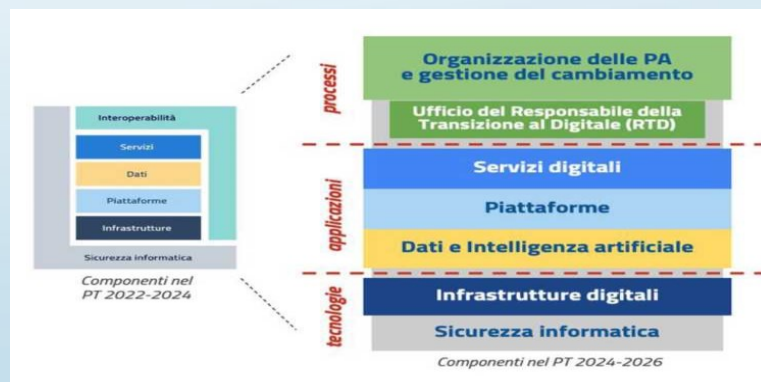 Interoperabilità
Servizi
Dati
Piattaforme
Infrastrutture
Sicurezza informatica
Componenti nel
PT 2022-2024
processi
Organizzazione delle PA
e gestione del cambiamento
Ufficio del Responsabile della
Transizione al Digitale (RTD)
applicazioni
Servizi digitali
Piattaforme
Dati e Intelligenza artificiale
tecnologie
Infrastrutture digitali
Sicurezza informatica
Componenti nel PT 2024-2026